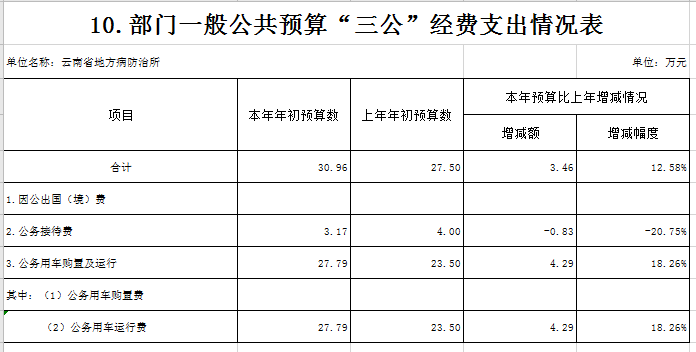 10.部门一般公共预算“三公”经费支出情况表
单位名称：云南省地方病防治所 单位：万元
项目 本年年初预算数 上年年初预算数 本年预算比上年增减情况
增减额 增减幅度
合计 30.96 27.50 3.46 12.58%
1.因公出国（境）费
2.公务接待费 3.17 4.00 -0.83 -20.75%
3.公务用车购置及运行 27.79 23.50 4.29 18.26%
其中：（1）公务用车购置费
（2）公务用车运行费 27.79 23.50 4.29 18.26%